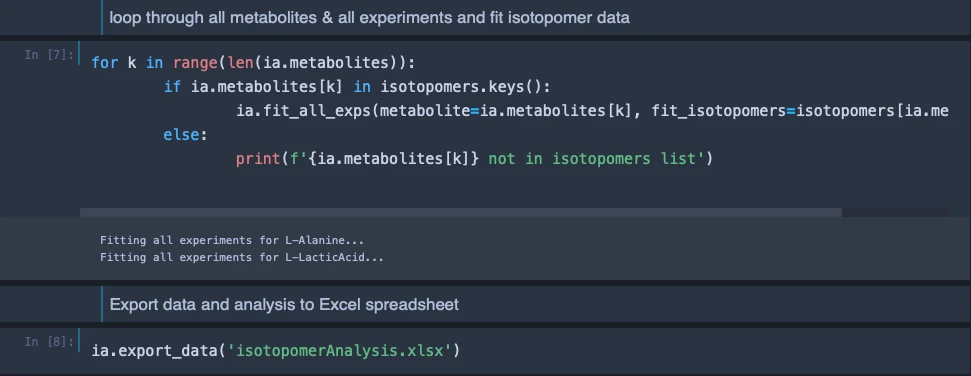 loop through all metabolites & all experiments and fit isotopomer data
In [7]:
for k in range(len(ia.metabolites)):
if ia.metabolites[k] in isotopomers.keys():
ia.fit_all_exps(metabolite=ia.metabolites[k], fit_isotopomers=isotopomers[ia.me
else:
print(f'{ia.metabolites[k]} not in isotopomers list')
Fitting all experiments for L-Alanine...
Fitting all experiments for L-LacticAcid...
Export data and analysis to Excel spreadsheet
In [8]:
ia.export_data('isotopomerAnalysis.xlsx')